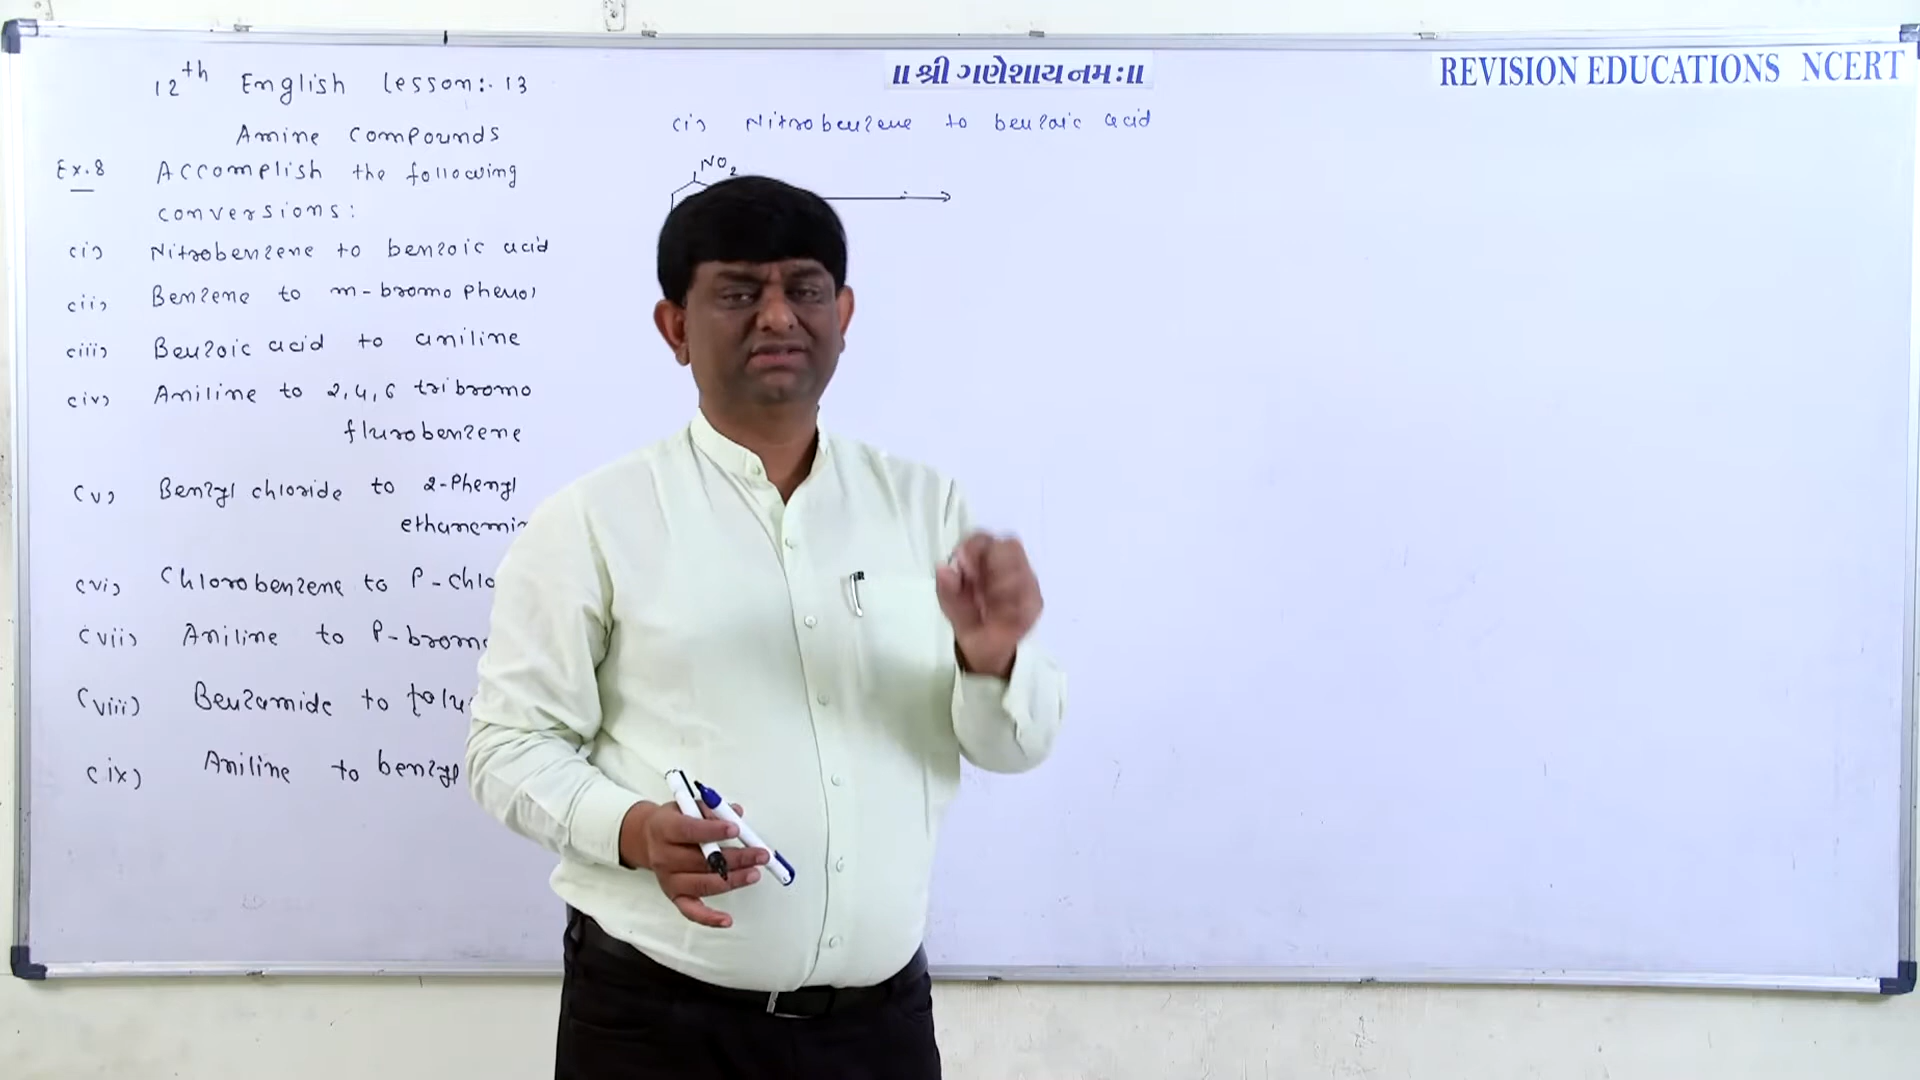 ॥ श्री ગણેશાય નમઃ॥
REVISION EDUCATIONS NCERT
12th English Lesson:- 13
Amine compounds
Ex.8 Accomplish the following
conversions:
(i) Nitrobenzene to benzoic acid
(ii) Benzene to m-bromophenol
(iii) Benzoic acid to aniline
(iv) Aniline to 2,4,6 tribromo
flurobenzene
(v) Benzyl chloride to 2-Phenyl
(vi) Chlorobenzene to P-
(vii) Aniline to P-
(viii) Benzamide to
(ix) Aniline to
(i) Nitrobenzene to benzoic acid
NO2